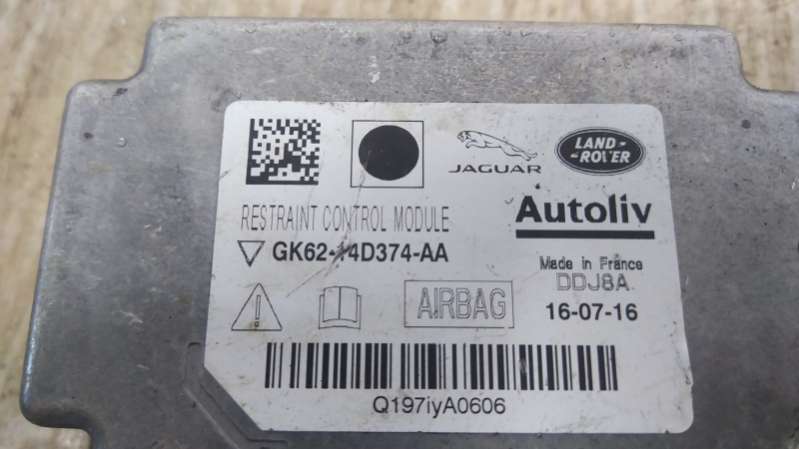 JAGUAR
LAND-
-ROVER
RESTRAINT CONTROL MODULE
Autoliv
GK62-14D374-AA
Made in France
DDJ8A
AIRBAG
16-07-16
Q197iyA0606